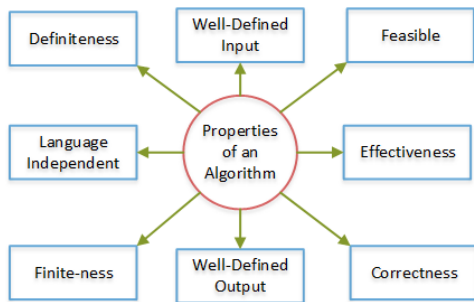 Definiteness
Well-Defined
Input
Feasible
Language
Independent
Properties
of an
Algorithm
Effectiveness
Finite-ness
Well-Defined
Output
Correctness